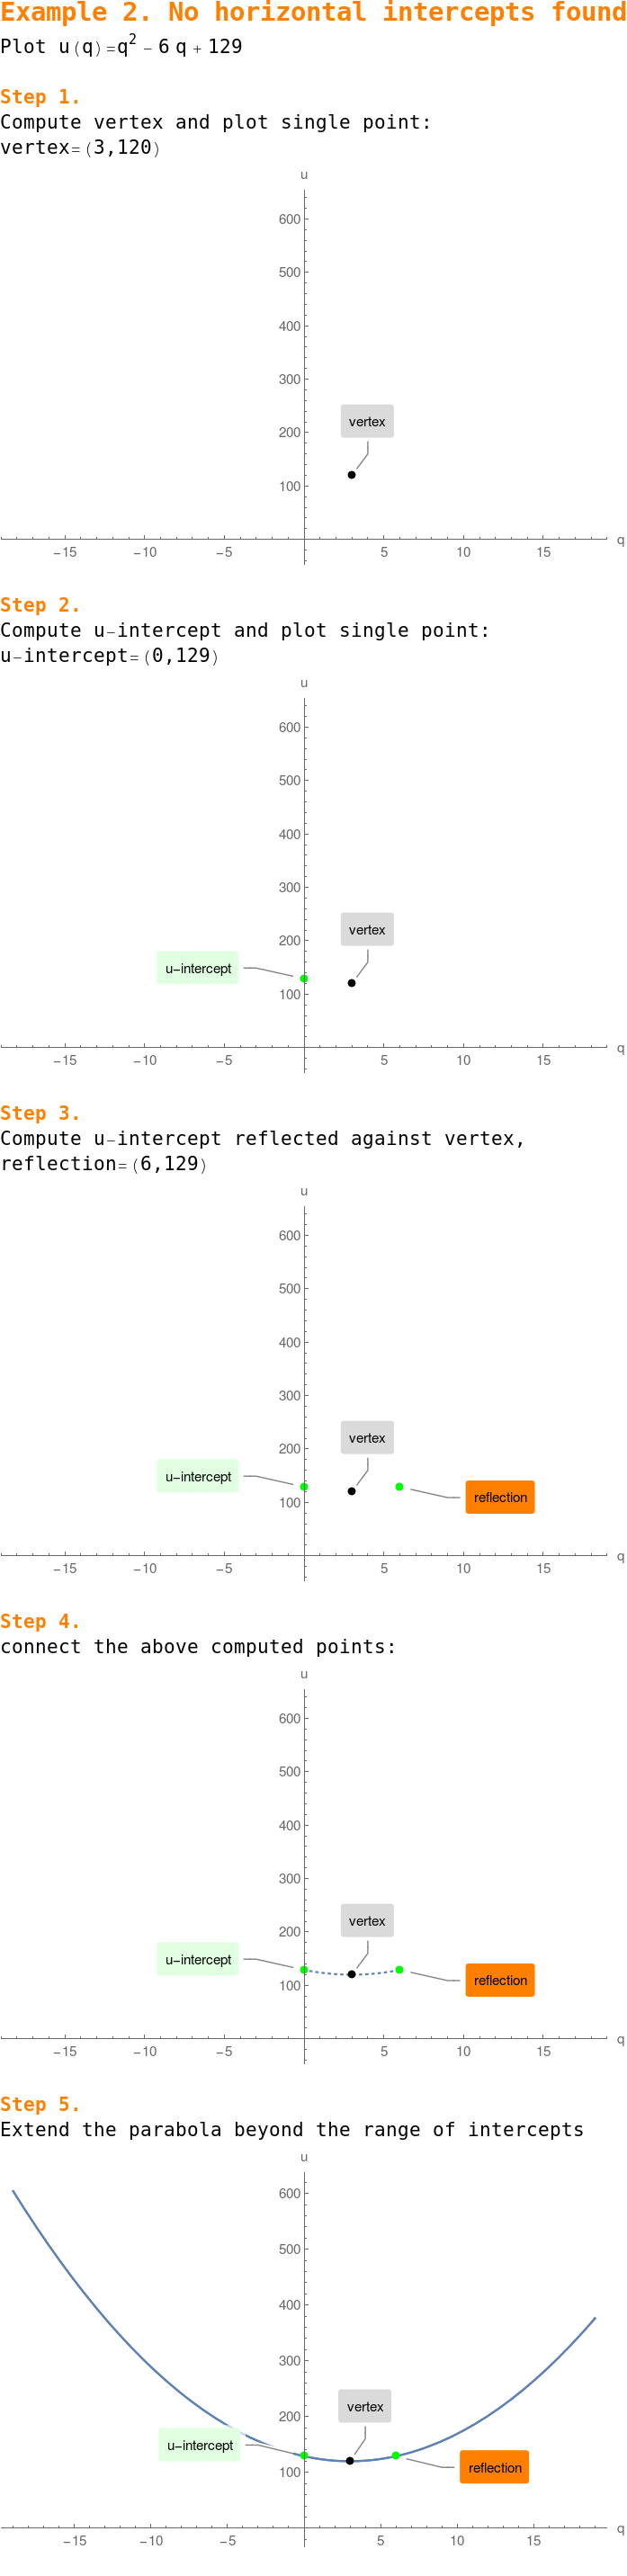 Example 2. No horizontal intercepts found
Plot u(q)=q² - 6 q + 129
Step 1.
Compute vertex and plot single point:
vertex=(3,120)
u
600
500
400
300
200
100
vertex
-15 -10 -5 5 10 15 q
Step 2.
Compute u-intercept and plot single point:
u-intercept=(0,129)
u
600
500
400
300
200
100
vertex
u-intercept
-15 -10 -5 5 10 15 q
Step 3.
Compute u-intercept reflected against vertex,
reflection=(6,129)
u
600
500
400
300
200
100
vertex
u-intercept
reflection
-15 -10 -5 5 10 15 q
Step 4.
connect the above computed points:
u
600
500
400
300
200
100
vertex
u-intercept
reflection
-15 -10 -5 5 10 15 q
Step 5.
Extend the parabola beyond the range of intercepts
u
600
500
400
300
200
100
vertex
u-intercept
reflection
-15 -10 -5 5 10 15 q